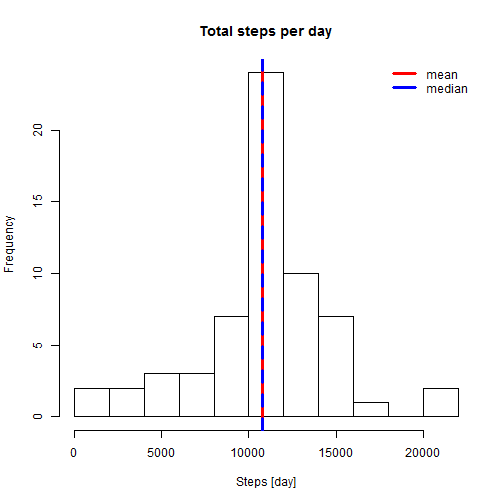 Total steps per day
mean
median
Frequency
20
15
10
5
0
0 5000 10000 15000 20000
Steps [day]